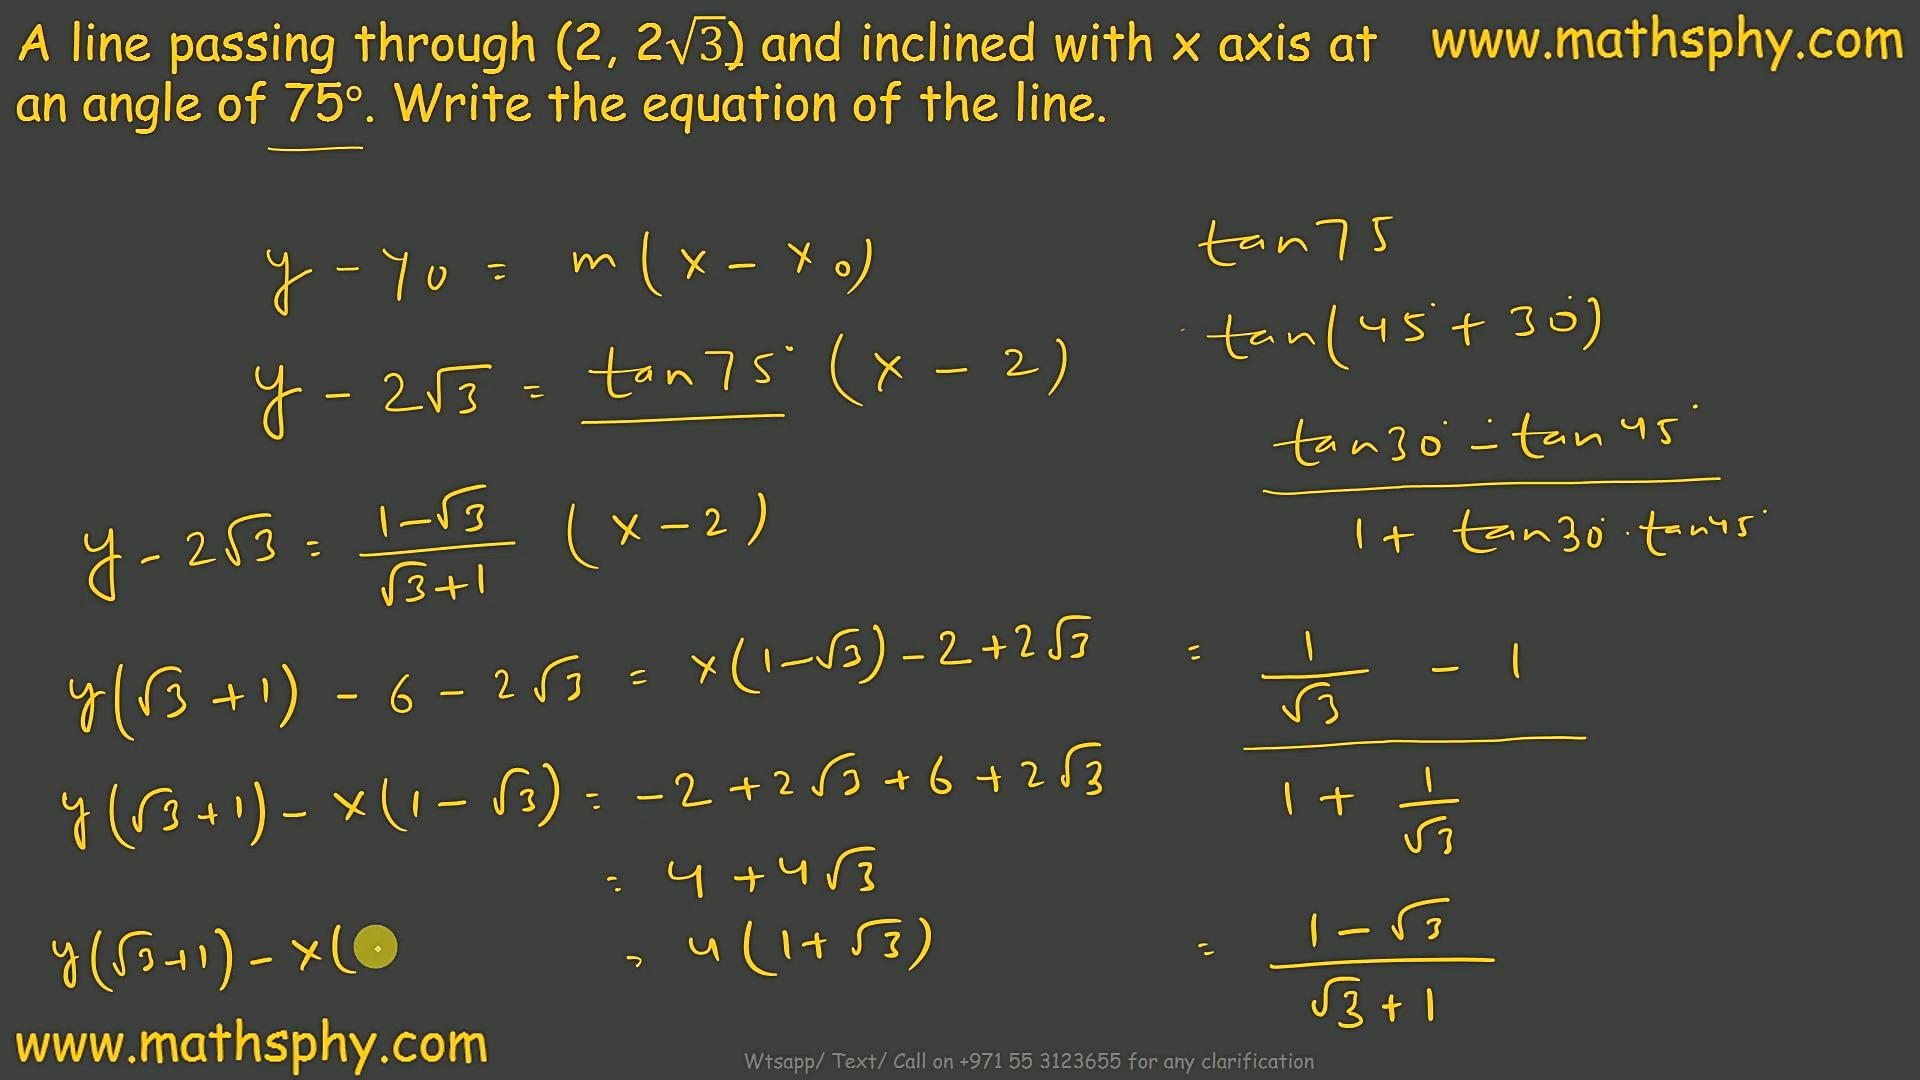 A line passing through (2, 2√3) and inclined with x axis at
an angle of 75°. Write the equation of the line.
www.mathsphy.com
y - y0 = m(x - x0)
y - 2√3 = tan75° (x - 2)
y - 2√3 = (1-√3)/(√3+1) (x-2)
y(√3+1) - 6 - 2√3 = x(1-√3) - 2 + 2√3
y(√3+1) - x(1-√3) = -2 + 2√3 + 6 + 2√3
= 4 + 4√3
y(√3+1) - x( = 4(1+√3)
tan75
tan(45°+30°)
(tan30° - tan45°)/(1 + tan30°.tan45°)
= (1/√3 - 1)/(1 + 1/√3)
= (1-√3)/(√3+1)
www.mathsphy.com
Wtsapp/ Text/ Call on +971 55 3123655 for any clarification